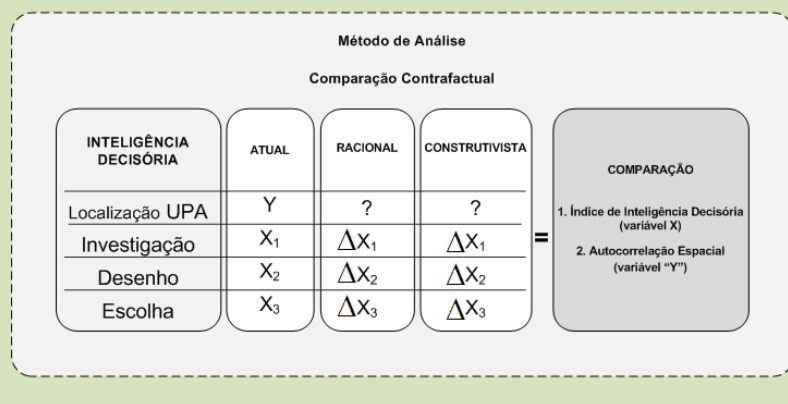 Método de Análise
Comparação Contrafactual
INTELIGÊNCIA
DECISÓRIA
ATUAL
RACIONAL
CONSTRUTIVISTA
Localização UPA
Y
?
?
Investigação
X₁
ΔX₁
ΔX₁
Desenho
X₂
ΔX₂
ΔX₂
Escolha
X₃
ΔX₃
ΔX₃
=
COMPARAÇÃO
1. Índice de Inteligência Decisória
(variável X)
2. Autocorrelação Espacial
(variável "Y")